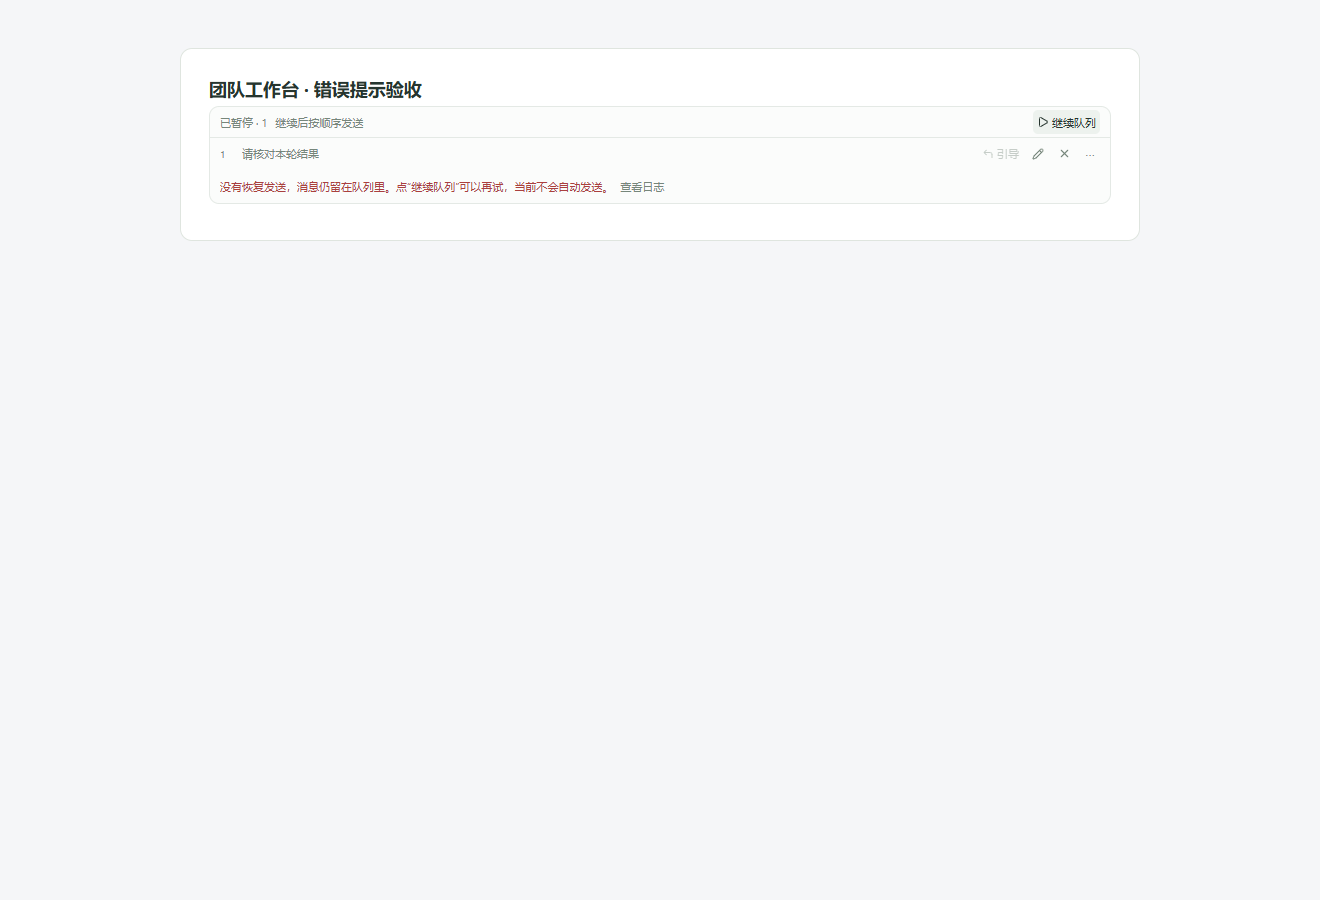 团队工作台 · 错误提示验收
已暂停 · 1 继续后按顺序发送 继续队列
1 请核对本轮结果 引导 ...
没有恢复发送，消息仍留在队列里。点“继续队列”可以再试，当前不会自动发送。 查看日志